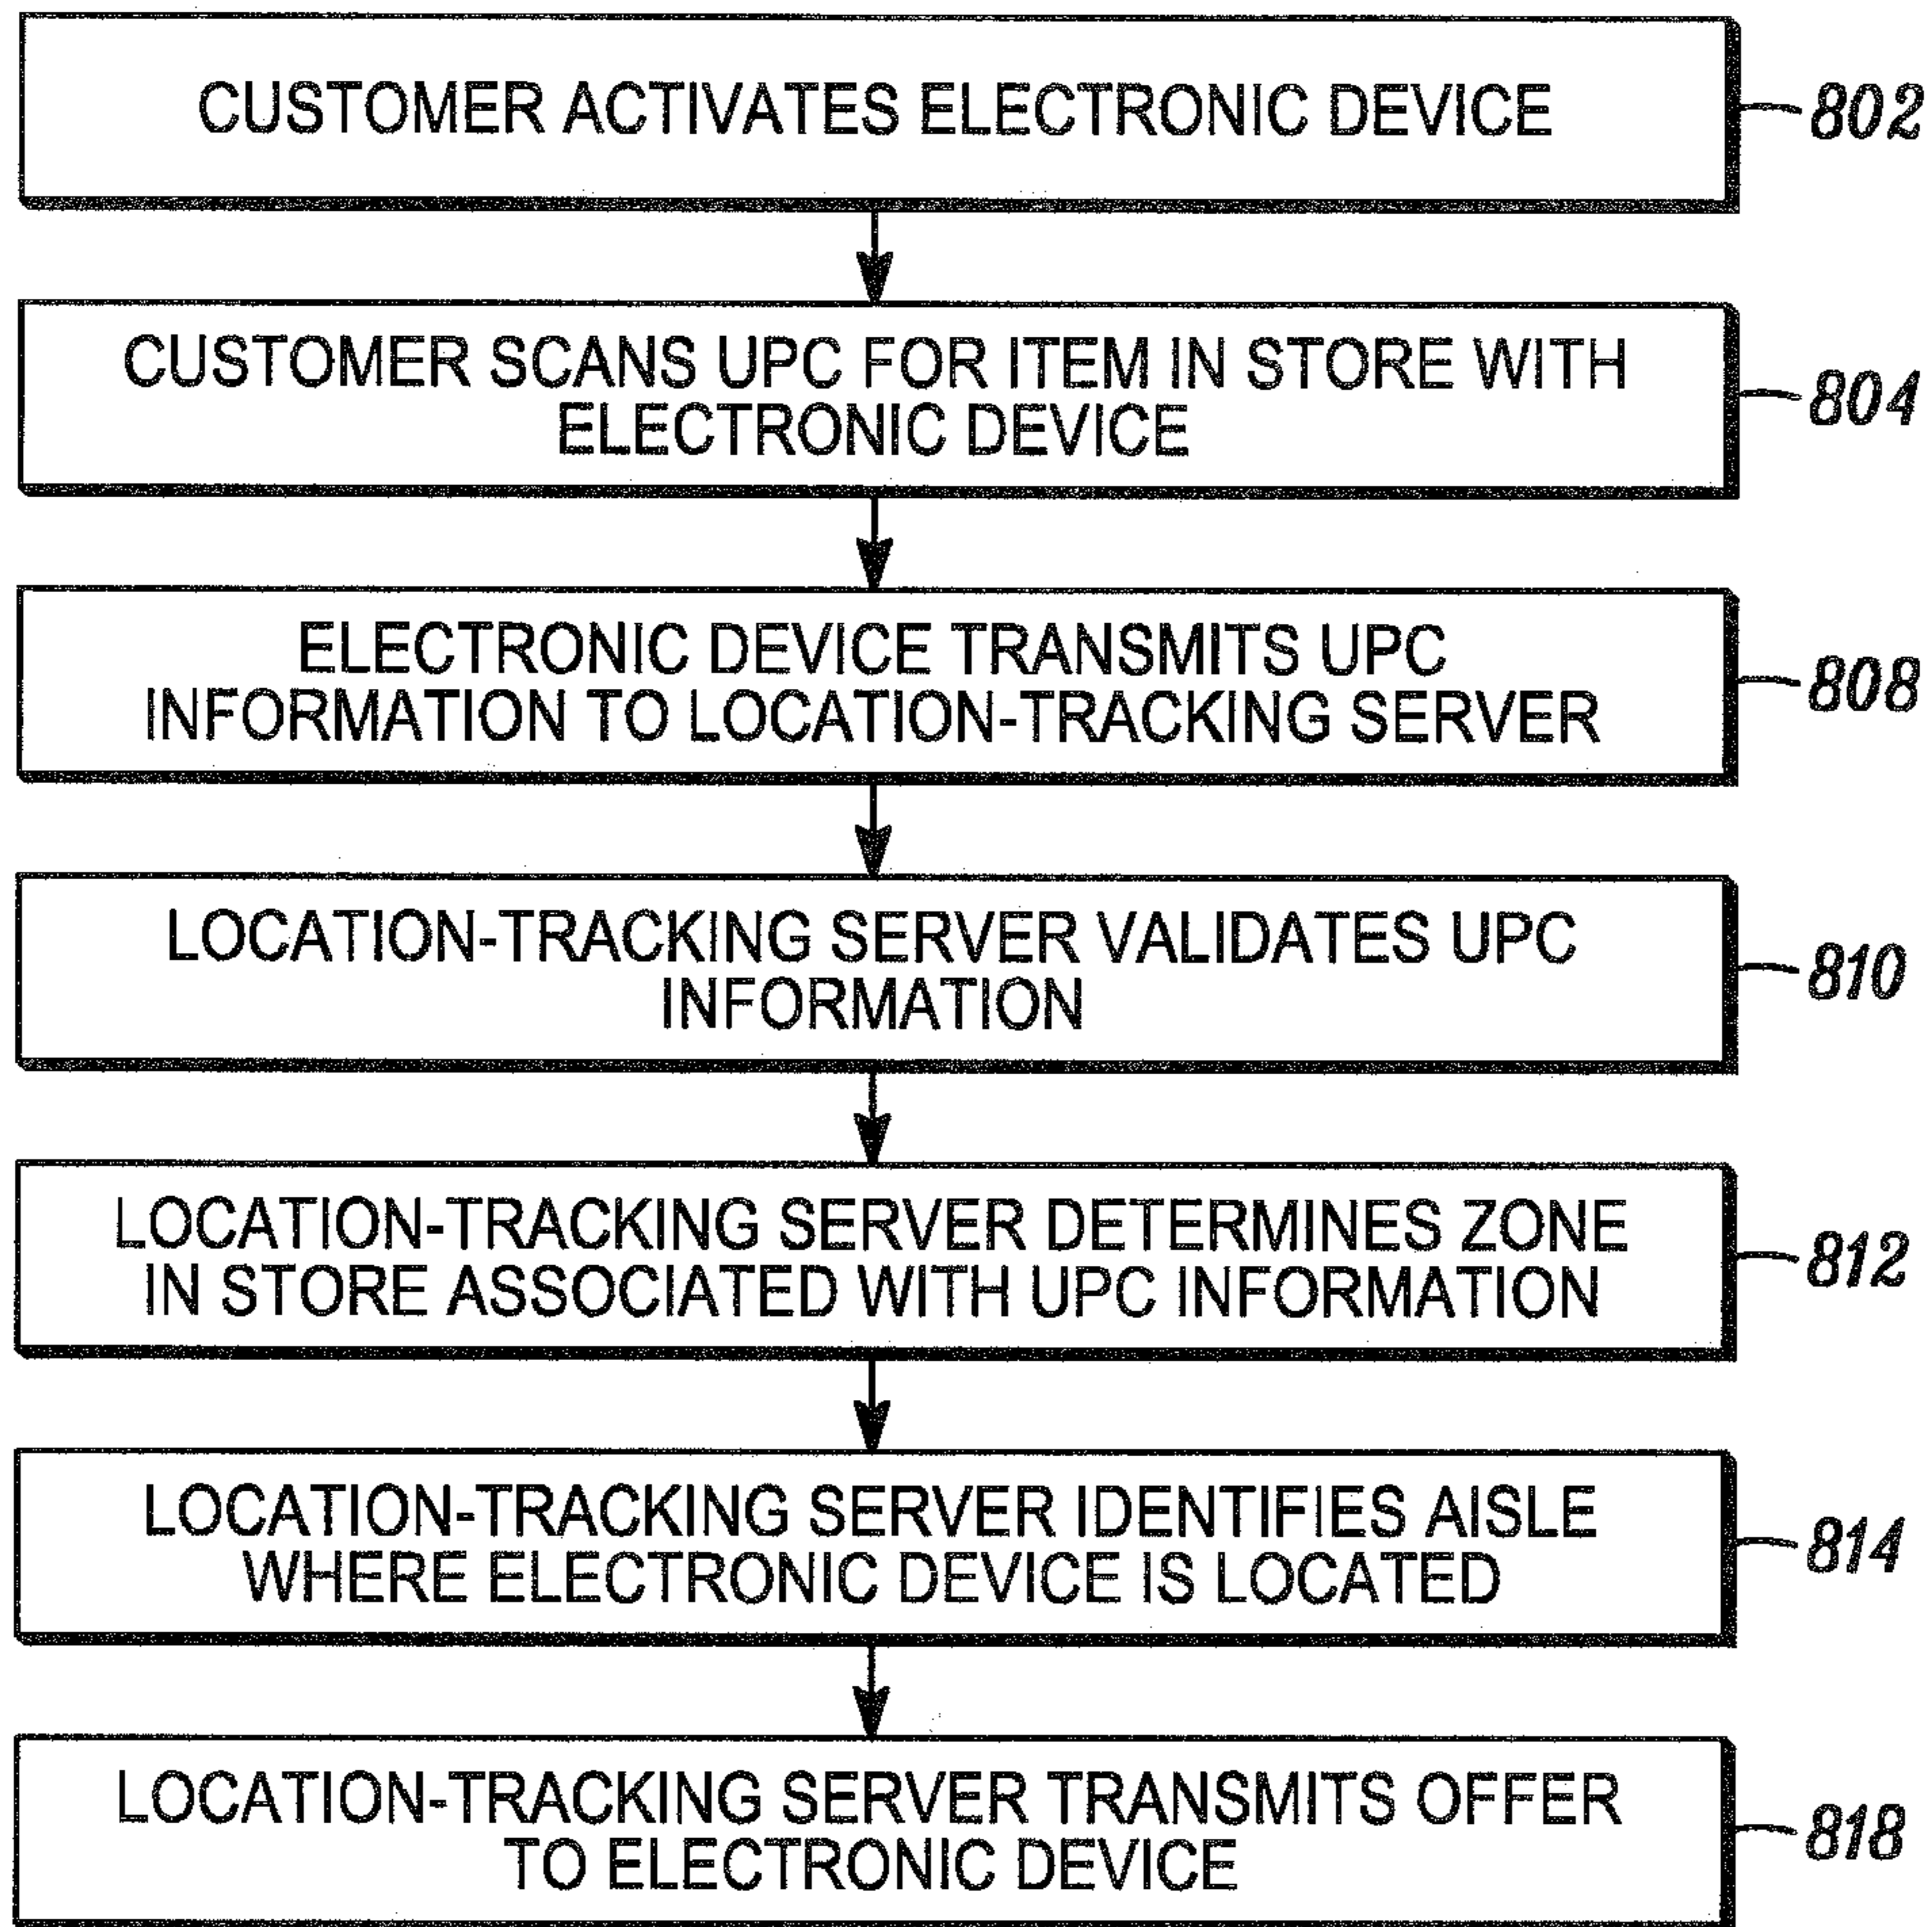 CUSTOMER ACTIVATES ELECTRONIC DEVICE
802
CUSTOMER SCANS UPC FOR ITEM IN STORE WITH
ELECTRONIC DEVICE
804
ELECTRONIC DEVICE TRANSMITS UPC
INFORMATION TO LOCATION-TRACKING SERVER
808
LOCATION-TRACKING SERVER VALIDATES UPC
INFORMATION
810
LOCATION-TRACKING SERVER DETERMINES ZONE
IN STORE ASSOCIATED WITH UPC INFORMATION
812
LOCATION-TRACKING SERVER IDENTIFIES AISLE
WHERE ELECTRONIC DEVICE IS LOCATED
814
LOCATION-TRACKING SERVER TRANSMITS OFFER
TO ELECTRONIC DEVICE
818